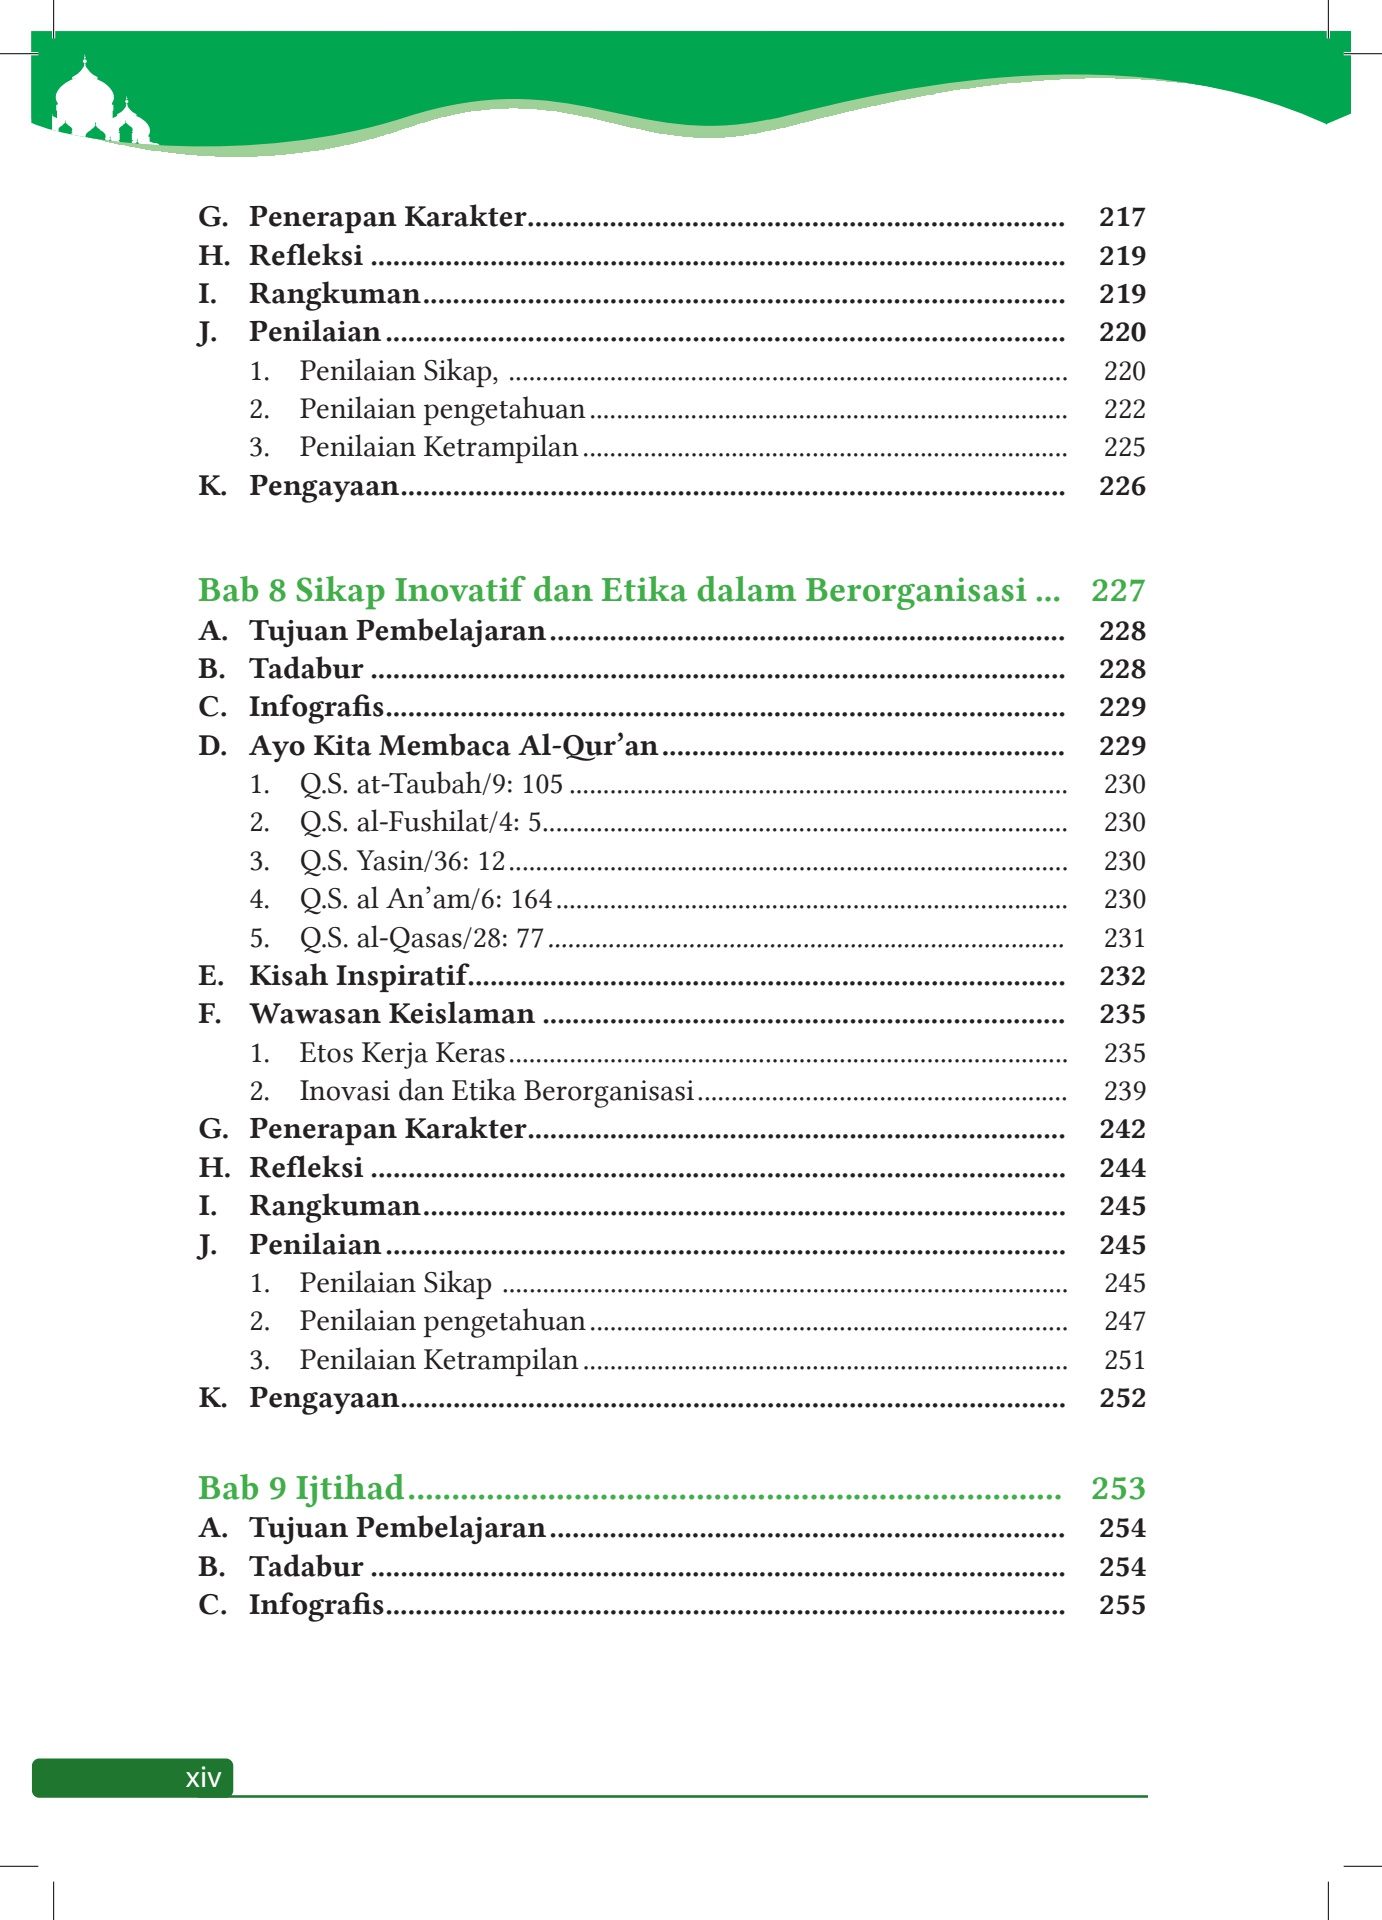 G. Penerapan Karakter 217
H. Refleksi 219
I. Rangkuman 219
J. Penilaian 220
1. Penilaian Sikap, 220
2. Penilaian pengetahuan 222
3. Penilaian Ketrampilan 225
K. Pengayaan 226
Bab 8 Sikap Inovatif dan Etika dalam Berorganisasi ... 227
A. Tujuan Pembelajaran 228
B. Tadabur 228
C. Infografis 229
D. Ayo Kita Membaca Al-Qur’an 229
1. Q.S. at-Taubah/9: 105 230
2. Q.S. al-Fushilat/4: 5 230
3. Q.S. Yasin/36: 12 230
4. Q.S. al An’am/6: 164 230
5. Q.S. al-Qasas/28: 77 231
E. Kisah Inspiratif 232
F. Wawasan Keislaman 235
1. Etos Kerja Keras 235
2. Inovasi dan Etika Berorganisasi 239
G. Penerapan Karakter 242
H. Refleksi 244
I. Rangkuman 245
J. Penilaian 245
1. Penilaian Sikap 245
2. Penilaian pengetahuan 247
3. Penilaian Ketrampilan 251
K. Pengayaan 252
Bab 9 Ijtihad 253
A. Tujuan Pembelajaran 254
B. Tadabur 254
C. Infografis 255
xiv